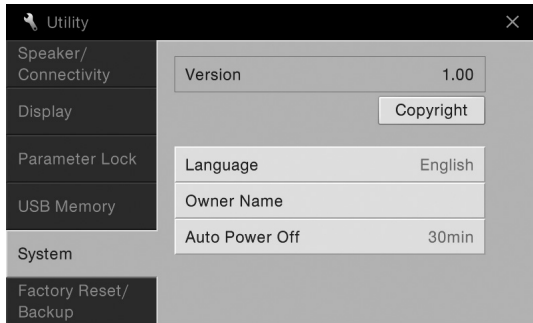 Utility
Speaker/
Connectivity
Display
Parameter Lock
USB Memory
System
Factory Reset/
Backup
Version 1.00
Copyright
Language English
Owner Name
Auto Power Off 30min